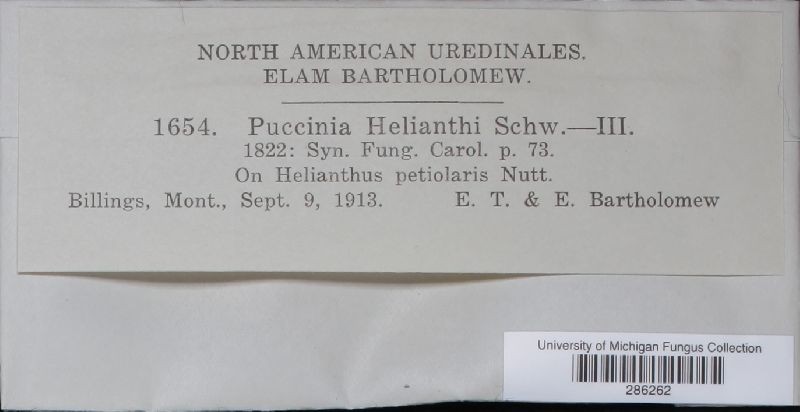 NORTH AMERICAN UREDINALES.
ELAM BARTHOLOMEW.
1654. Puccinia Helianthi Schw.—III.
1822: Syn. Fung. Carol. p. 73.
On Helianthus petiolaris Nutt.
Billings, Mont., Sept. 9, 1913. E. T. & E. Bartholomew
University of Michigan Fungus Collection
286262